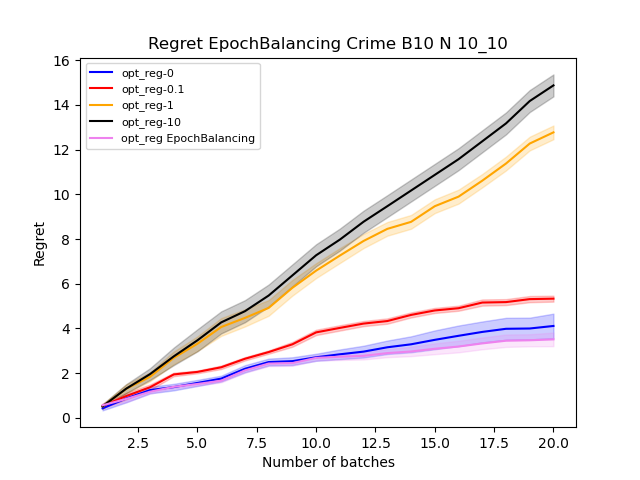 Regret EpochBalancing Crime B10 N 10_10
opt_reg-0
opt_reg-0.1
opt_reg-1
opt_reg-10
opt_reg EpochBalancing
Regret
16
14
12
10
8
6
4
2
0
2.5 5.0 7.5 10.0 12.5 15.0 17.5 20.0
Number of batches